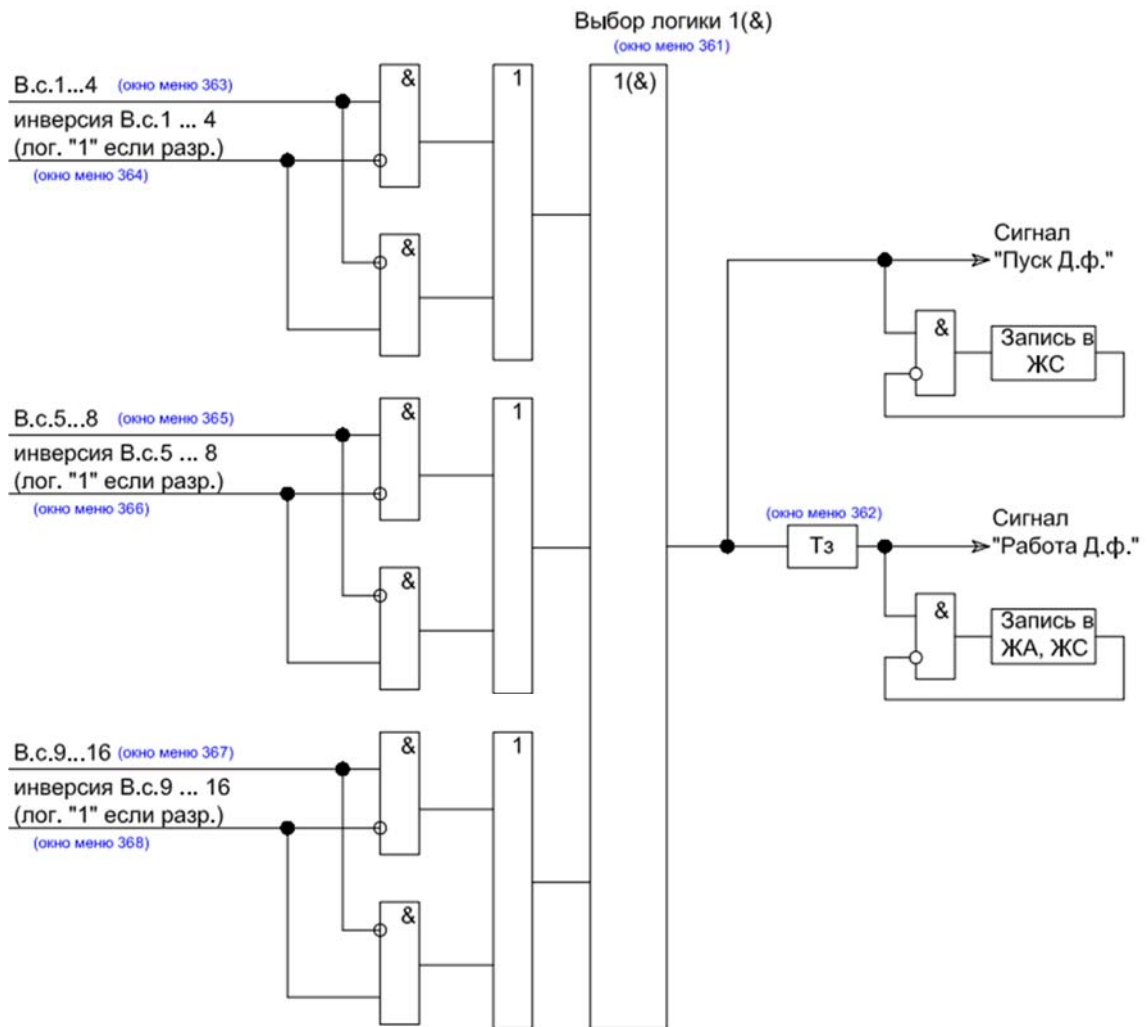 Выбор логики 1(&)
(окно меню 361)
В.с.1...4 (окно меню 363)
инверсия В.с.1 ... 4
(лог. "1" если разр.)
(окно меню 364)
&
1
1(&)
&
Сигнал
"Пуск Д.ф."
&
Запись в
ЖС
В.с.5...8 (окно меню 365)
инверсия В.с.5 ... 8
(лог. "1" если разр.)
(окно меню 366)
&
1
&
(окно меню 362)
Тз
Сигнал
"Работа Д.ф."
&
Запись в
ЖА, ЖС
В.с.9...16 (окно меню 367)
инверсия В.с.9 ... 16
(лог. "1" если разр.)
(окно меню 368)
&
1
&